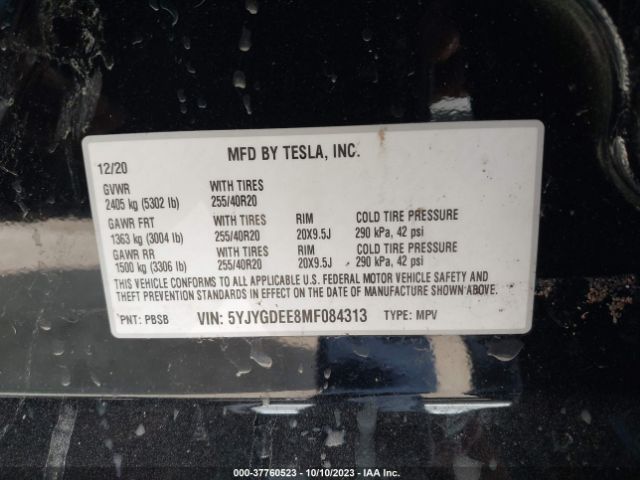 MFD BY TESLA, INC.
12/20
GVWR WITH TIRES
2405 kg (5302 lb) 255/40R20
GAWR FRT WITH TIRES RIM COLD TIRE PRESSURE
1363 kg (3004 lb) 255/40R20 20X9.5J 290 kPa, 42 psi
GAWR RR WITH TIRES RIM COLD TIRE PRESSURE
1500 kg (3306 lb) 255/40R20 20X9.5J 290 kPa, 42 psi
THIS VEHICLE CONFORMS TO ALL APPLICABLE U.S. FEDERAL MOTOR VEHICLE SAFETY AND
THEFT PREVENTION STANDARDS IN EFFECT ON THE DATE OF MANUFACTURE SHOWN ABOVE.
PNT: PBSB VIN: 5YJYGDEE8MF084313 TYPE: MPV
000-37760523 - 10/10/2023 - IAA Inc.